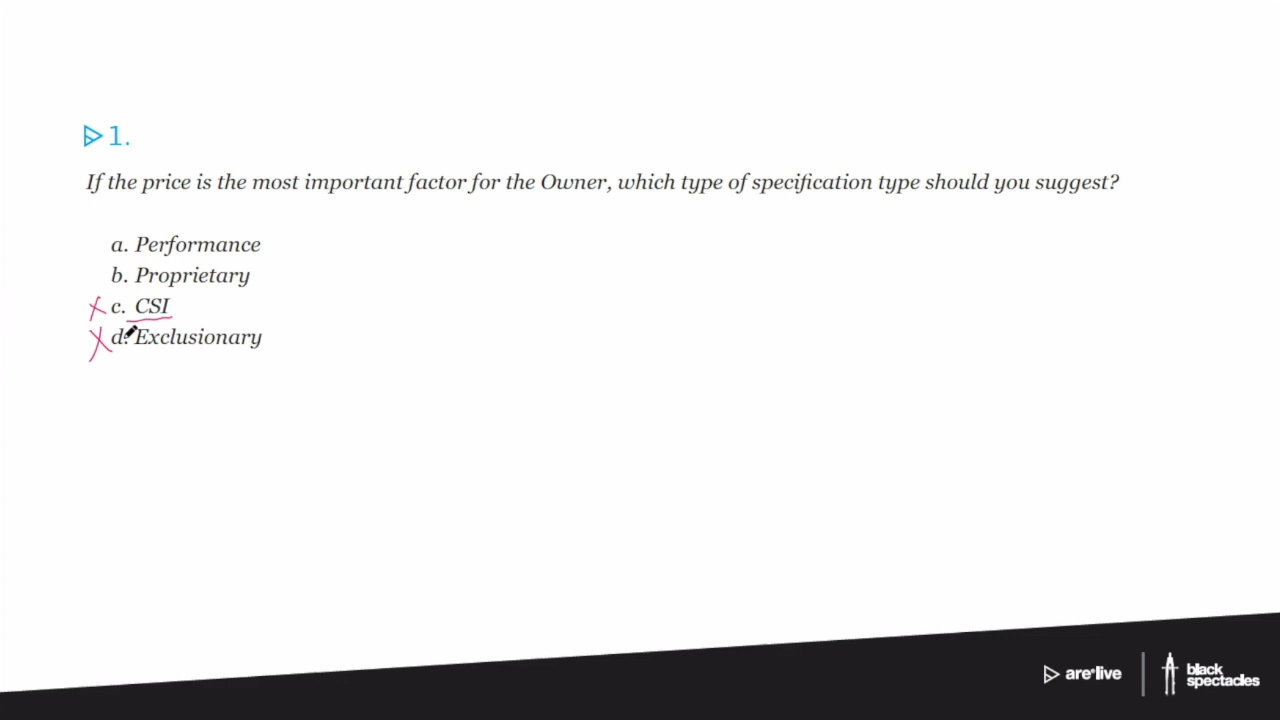 1.
If the price is the most important factor for the Owner, which type of specification type should you suggest?
a. Performance
b. Proprietary
c. CSI
d. Exclusionary
are live
black
spectacles